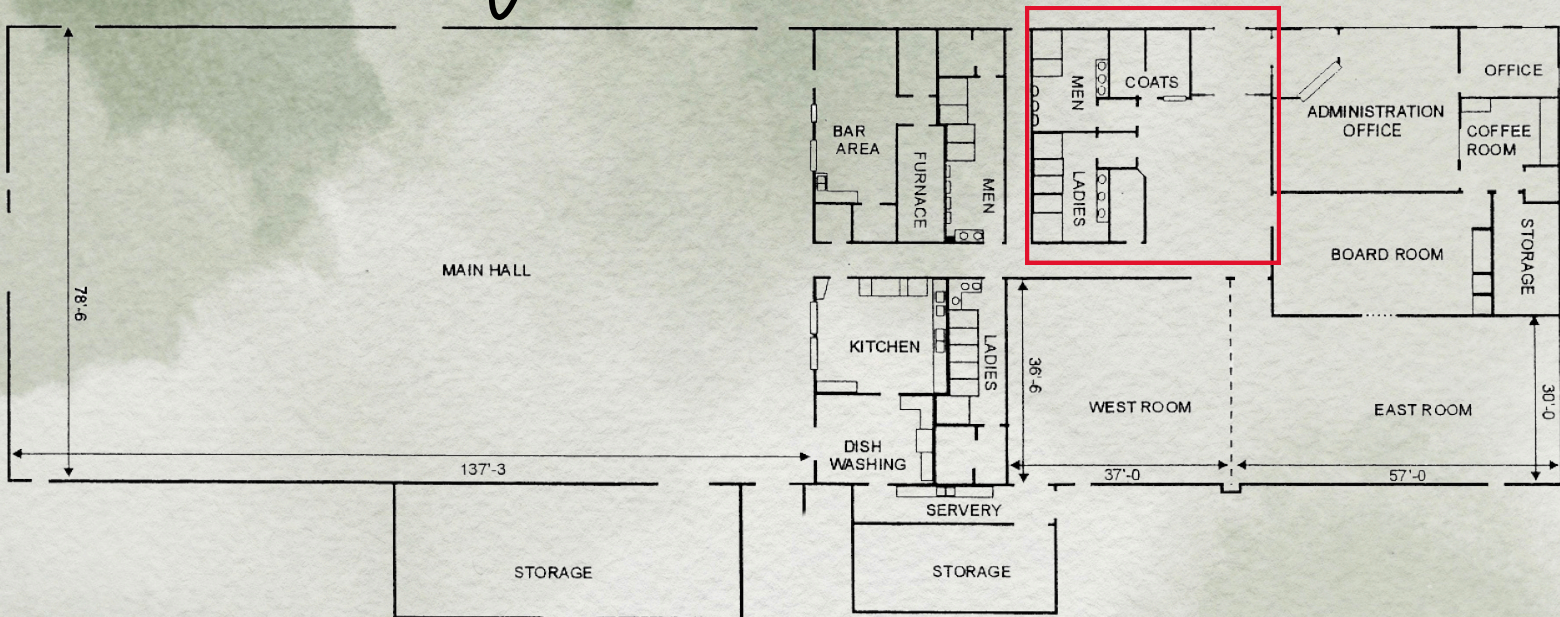 OFFICE
COATS
MEN
ADMINISTRATION
OFFICE
BAR
AREA
COFFEE
ROOM
FURNACE
MEN
LADIES
STORAGE
BOARD ROOM
MAIN HALL
78'-6
KITCHEN
LADIES
36'-6
WEST ROOM
EAST ROOM
30'-0
DISH
WASHING
137'-3
37'-0
57'-0
SERVERY
STORAGE
STORAGE